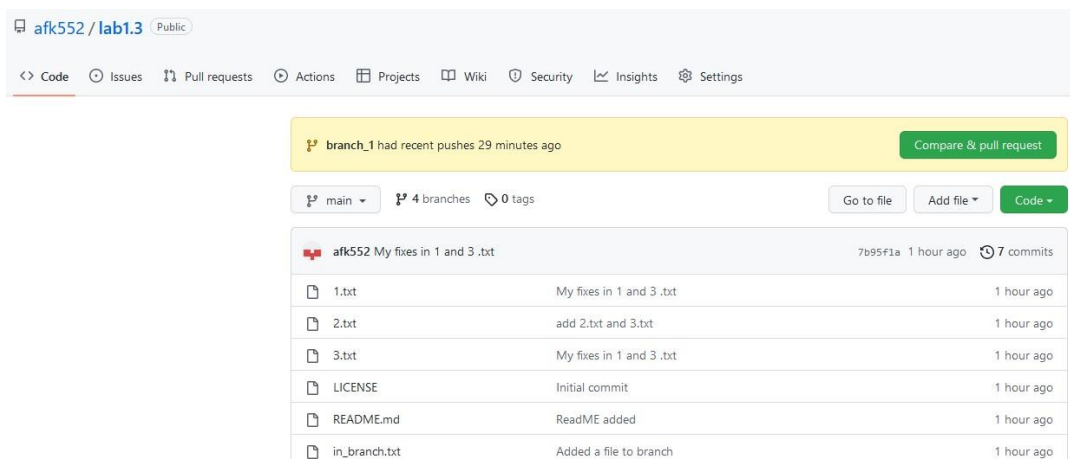 afk552 / lab1.3 Public
<> Code Issues Pull requests Actions Projects Wiki Security Insights Settings
branch_1 had recent pushes 29 minutes ago Compare & pull request
main 4 branches 0 tags Go to file Add file Code
afk552 My fixes in 1 and 3 .txt 7b95f1a 1 hour ago 7 commits
1.txt My fixes in 1 and 3 .txt 1 hour ago
2.txt add 2.txt and 3.txt 1 hour ago
3.txt My fixes in 1 and 3 .txt 1 hour ago
LICENSE Initial commit 1 hour ago
README.md ReadME added 1 hour ago
in_branch.txt Added a file to branch 1 hour ago